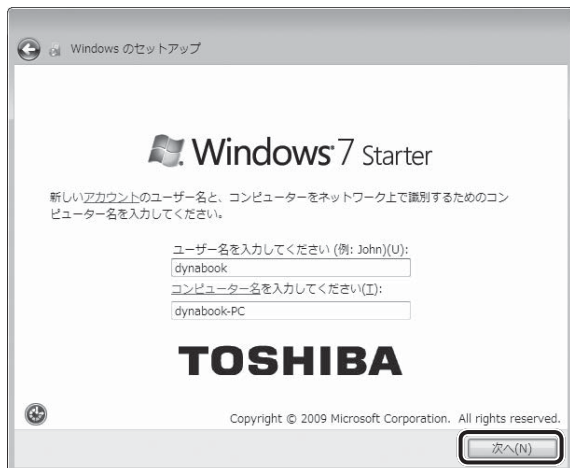 Windows のセットアップ
Windows 7 Starter
新しいアカウントのユーザー名と、コンピューターをネットワーク上で識別するためのコン
ピューター名を入力してください。
ユーザー名を入力してください (例: John)(U):
dynabook
コンピューター名を入力してください(T):
dynabook-PC
TOSHIBA
Copyright © 2009 Microsoft Corporation. All rights reserved.
次へ(N)